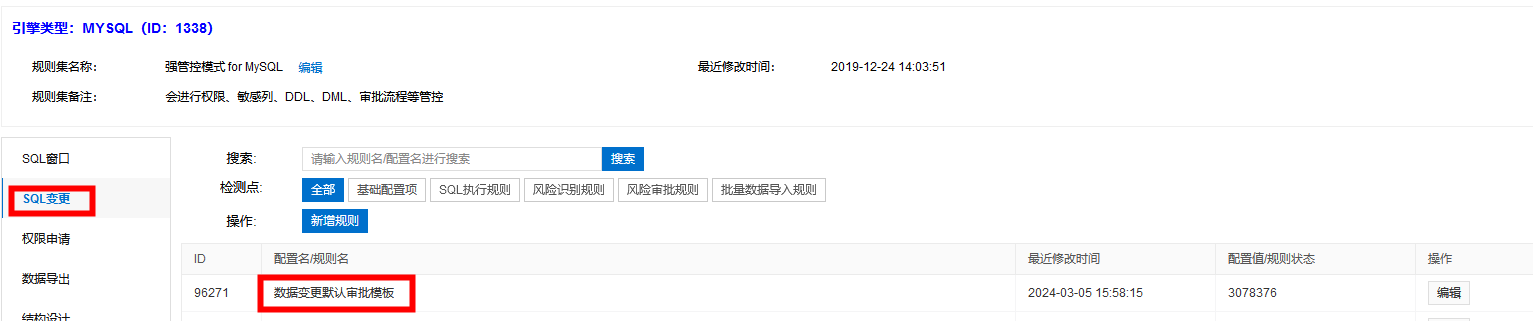 引擎类型：MYSQL（ID：1338）
规则集名称： 强管控模式 for MySQL 编辑 最近修改时间： 2019-12-24 14:03:51
规则集备注： 会进行权限、敏感列、DDL、DML、审批流程等管控
SQL窗口
SQL变更
权限申请
数据导出
结构设计
搜索: 请输入规则名/配置名进行搜索 搜索
检测点: 全部 基础配置项 SQL执行规则 风险识别规则 风险审批规则 批量数据导入规则
操作: 新增规则
ID 配置名/规则名 最近修改时间 配置值/规则状态 操作
96271 数据变更默认审批模板 2024-03-05 15:58:15 3078376 编辑